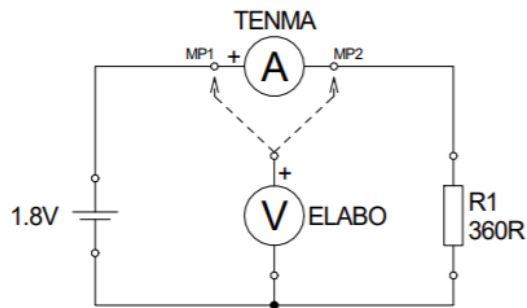 TENMA
MP1
+
A
MP2
+
V
ELABO
1.8V
R1
360R